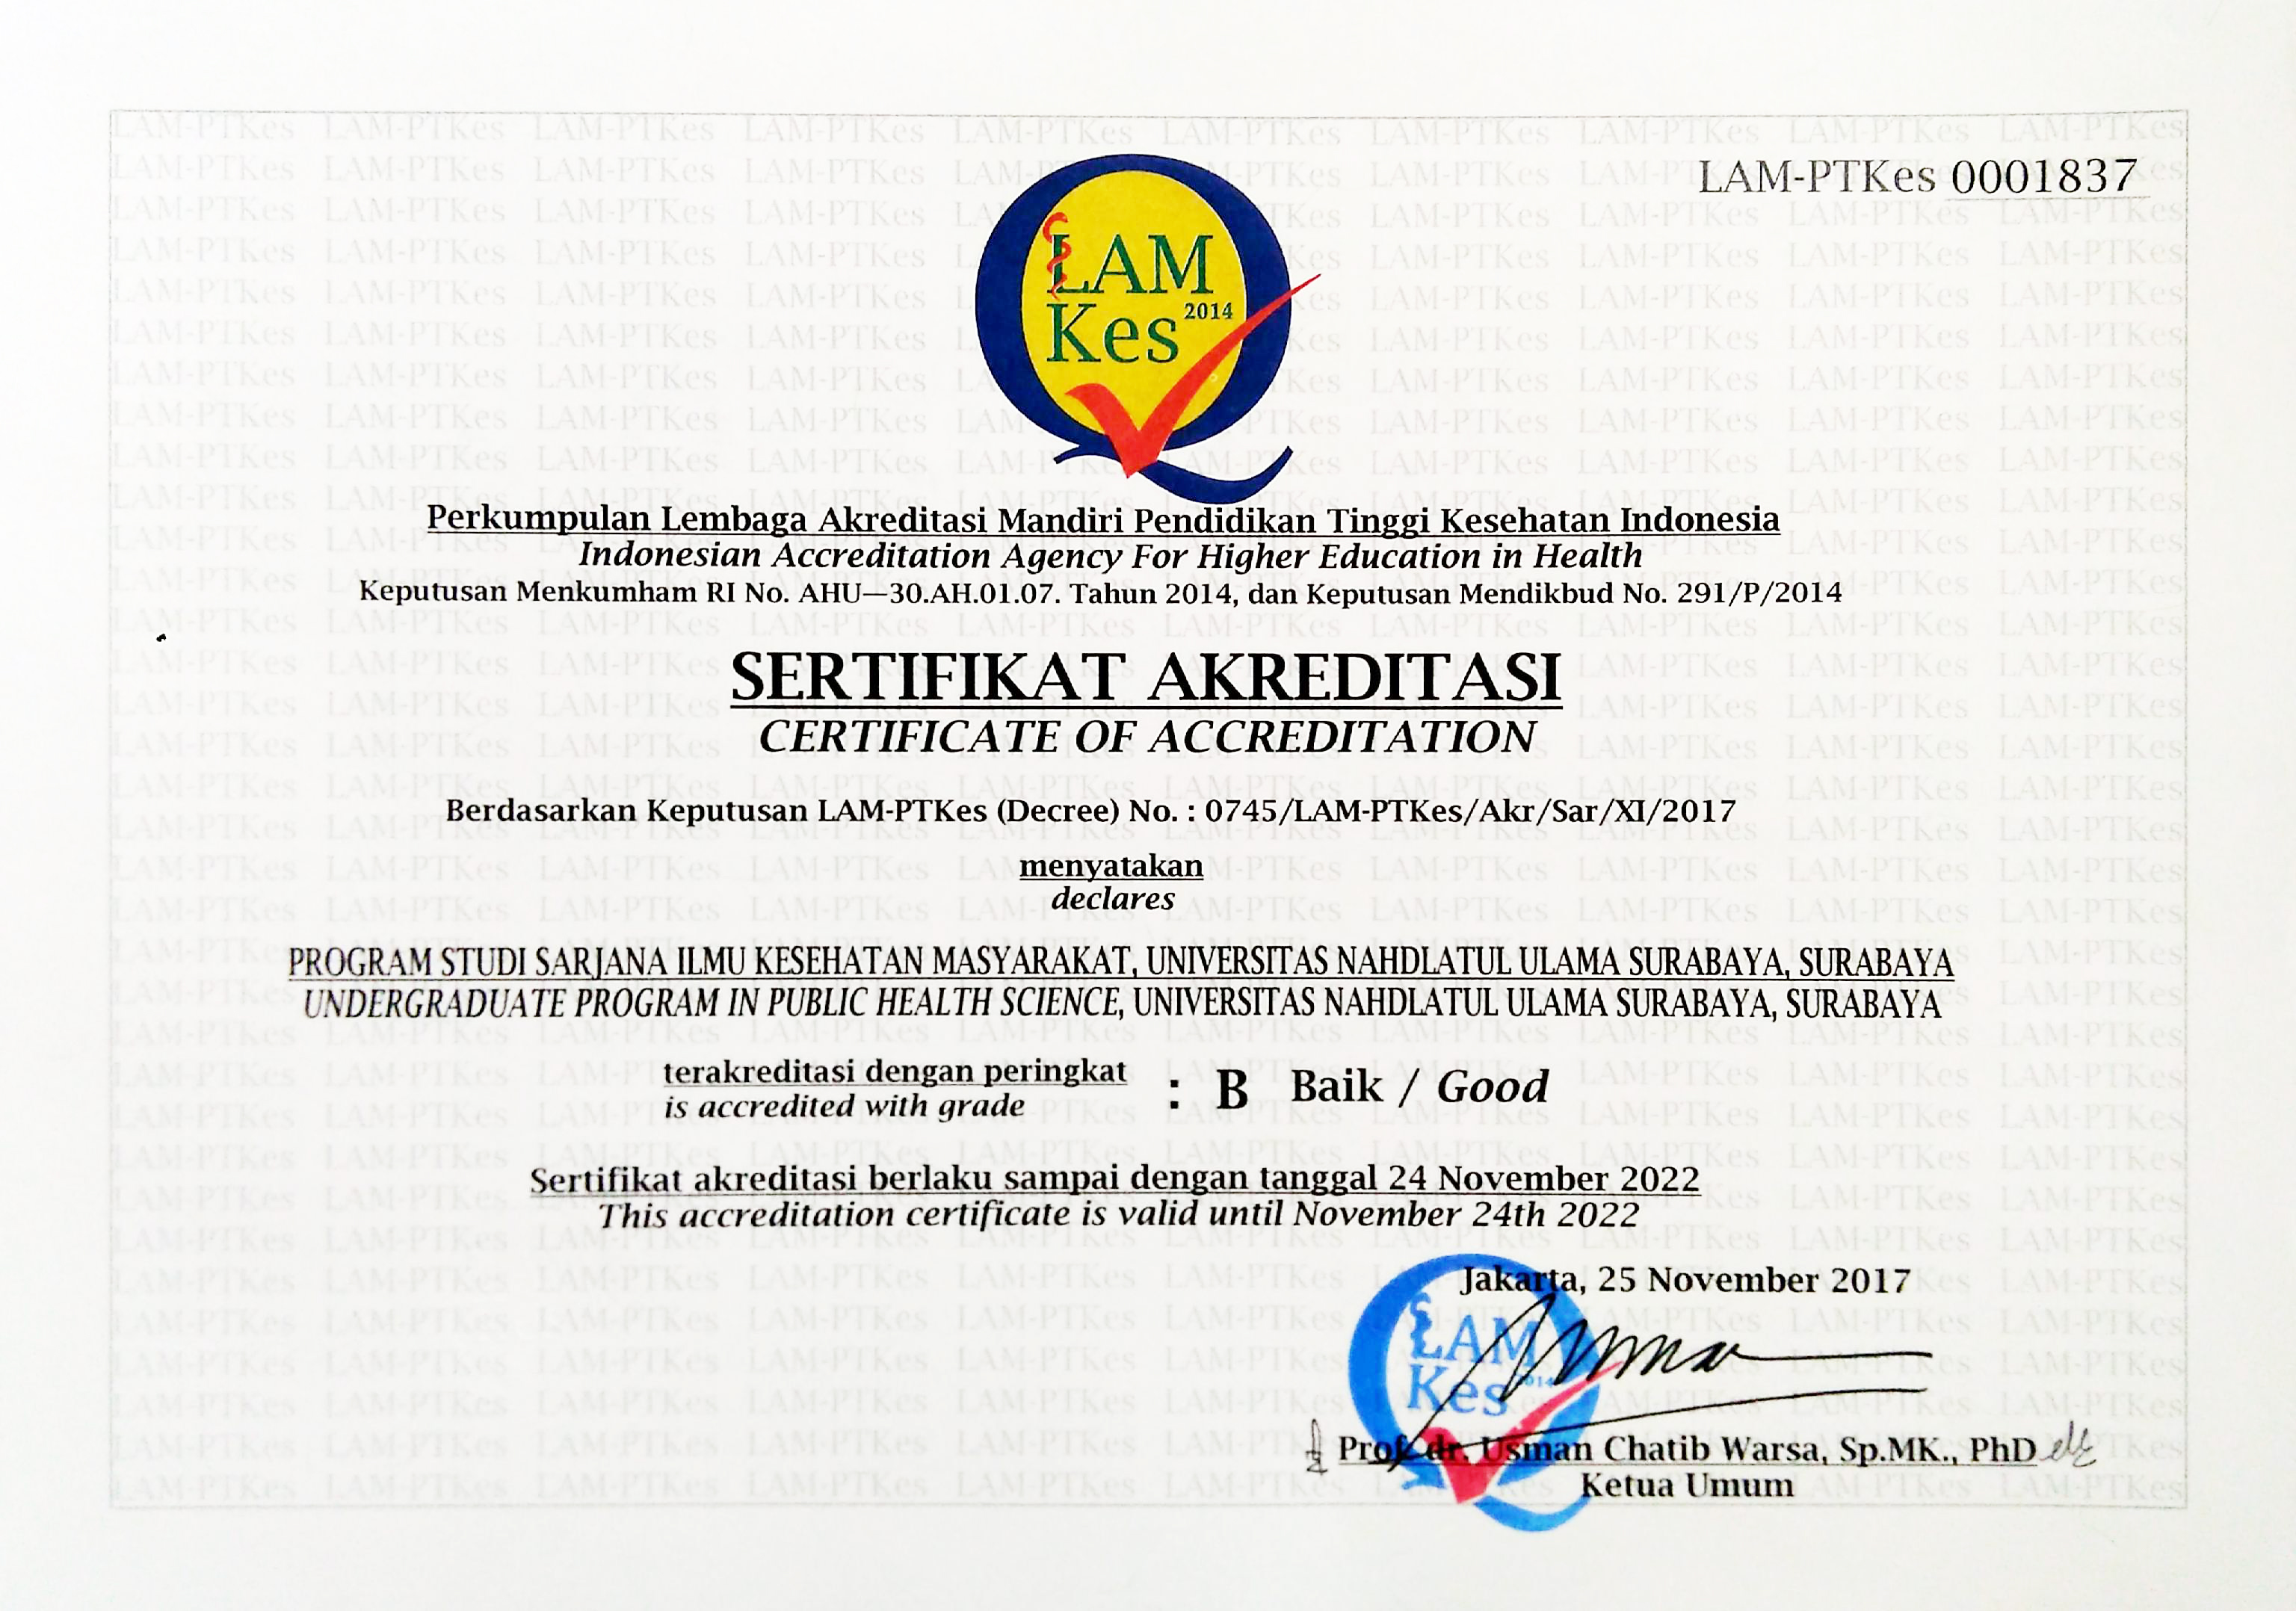 LAM-PTKes 0001837
LAM
Kes 2014
Perkumpulan Lembaga Akreditasi Mandiri Pendidikan Tinggi Kesehatan Indonesia
Indonesian Accreditation Agency For Higher Education in Health
Keputusan Menkumham RI No. AHU—30.AH.01.07. Tahun 2014, dan Keputusan Mendikbud No. 291/P/2014
SERTIFIKAT AKREDITASI
CERTIFICATE OF ACCREDITATION
Berdasarkan Keputusan LAM-PTKes (Decree) No. : 0745/LAM-PTKes/Akr/Sar/XI/2017
menyatakan
declares
PROGRAM STUDI SARJANA ILMU KESEHATAN MASYARAKAT, UNIVERSITAS NAHDLATUL ULAMA SURABAYA, SURABAYA
UNDERGRADUATE PROGRAM IN PUBLIC HEALTH SCIENCE, UNIVERSITAS NAHDLATUL ULAMA SURABAYA, SURABAYA
terakreditasi dengan peringkat
is accredited with grade
: B Baik / Good
Sertifikat akreditasi berlaku sampai dengan tanggal 24 November 2022
This accreditation certificate is valid until November 24th 2022
Jakarta, 25 November 2017
LAM
Kes 2014
Prof. dr. Usman Chatib Warsa, Sp.MK., PhD
Ketua Umum